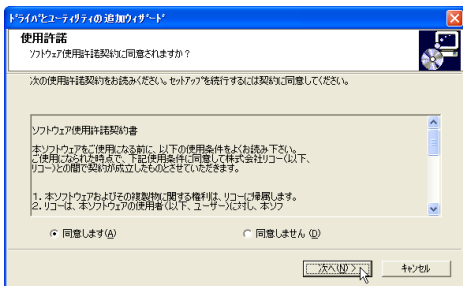 ﾄﾞﾗｲﾊﾞとﾕｰﾃｨﾘﾃｨの追加ｳｨｻﾞｰﾄﾞ
使用許諾
ソフトウェア使用許諾契約に同意されますか?
次の使用許諾契約をお読みください。セットアップを続行するには契約に同意してください。
ソフトウェア使用許諾契約書
本ソフトウェアをご使用になる前に、以下の使用条件をよくお読み下さい。
ご使用になられた時点で、下記使用条件に同意して株式会社リコー(以下、
リコー)との間で契約が成立したものとさせていただきます。
1. 本ソフトウェアおよびその複製物に関する権利は、リコーに帰属します。
2. リコーは、本ソフトウェアの使用者(以下、ユーザー)に対し、本ソフ
同意します(A) 同意しません (D)
次へ(N) > キャンセル